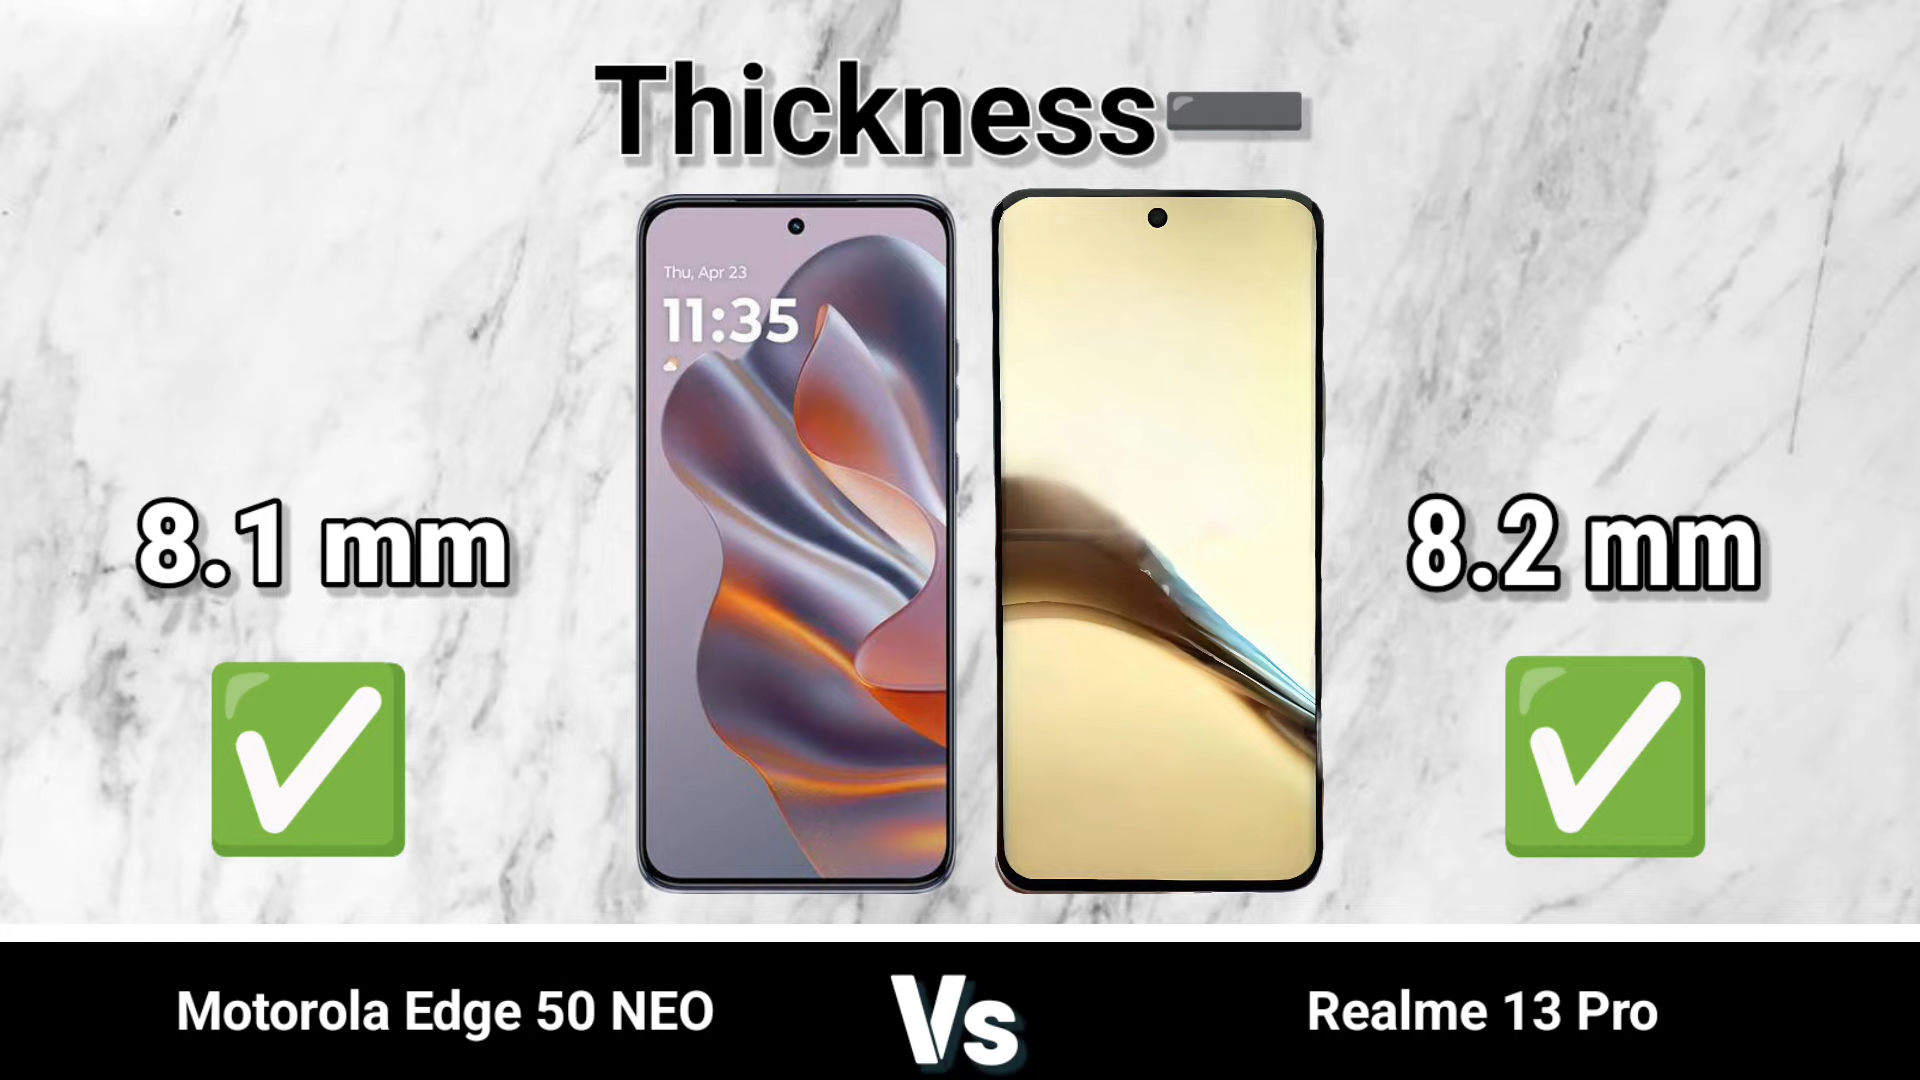 Thickness
Thu, Apr 23
11:35
8.1 mm
8.2 mm
Motorola Edge 50 NEO
Vs
Realme 13 Pro